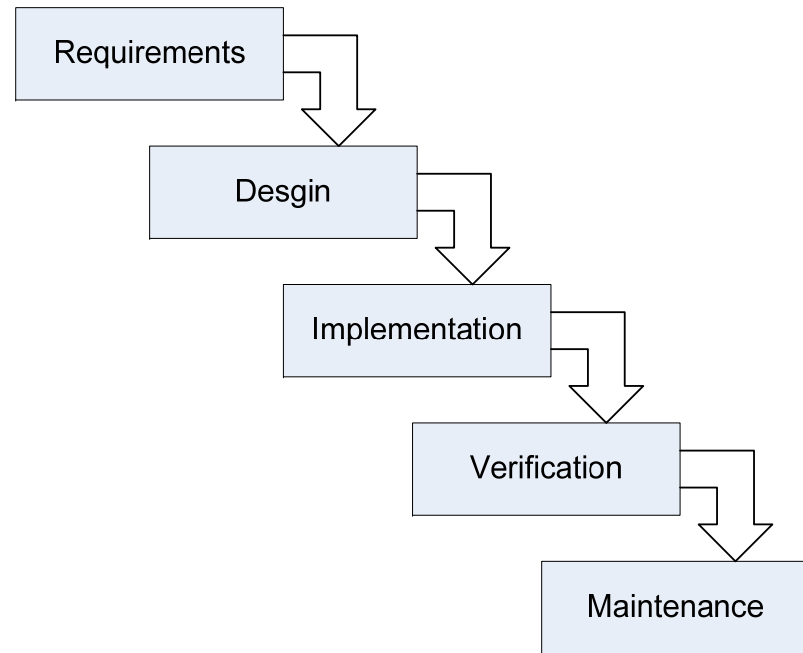 Requirements
Desgin
Implementation
Verification
Maintenance